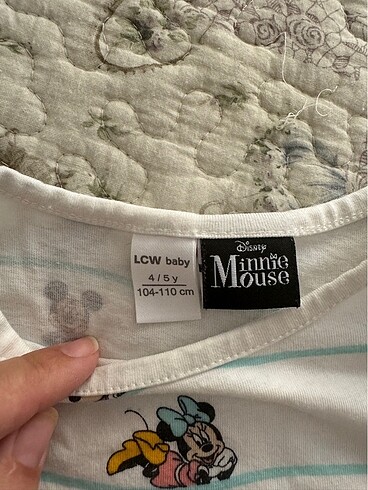 LCW baby
4 / 5 y
104-110 cm
Disney
Minnie
Mouse